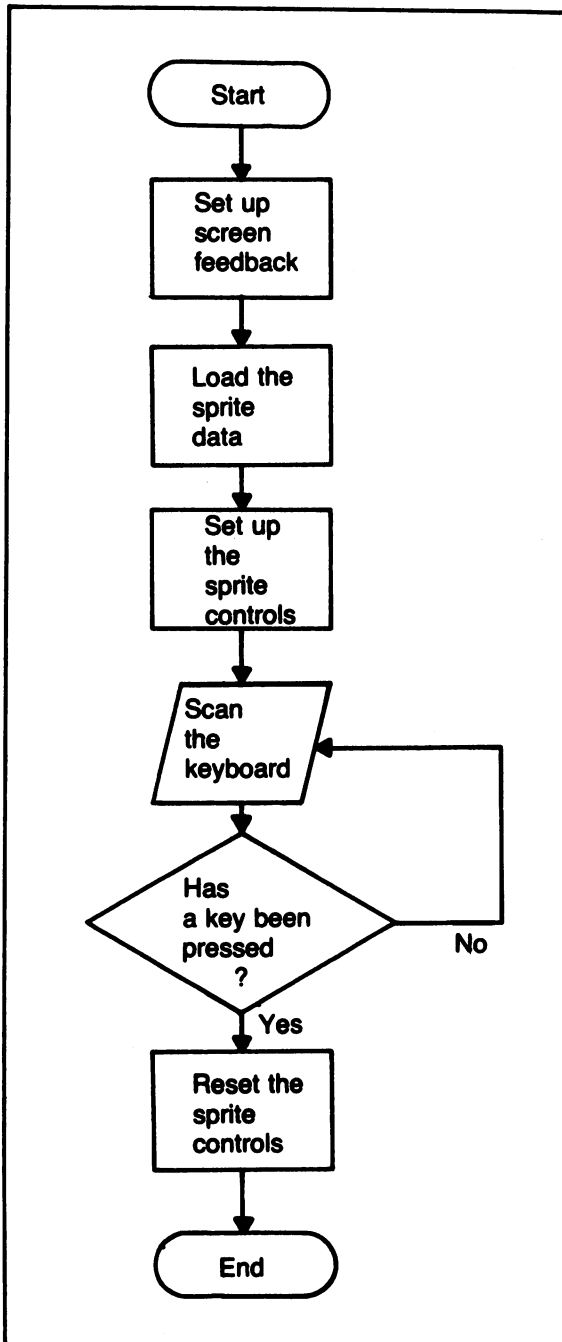 Start
Set up
screen
feedback
Load the
sprite
data
Set up
the
sprite
controls
Scan
the
keyboard
Has
a key been
pressed
?
No
Yes
Reset the
sprite
controls
End